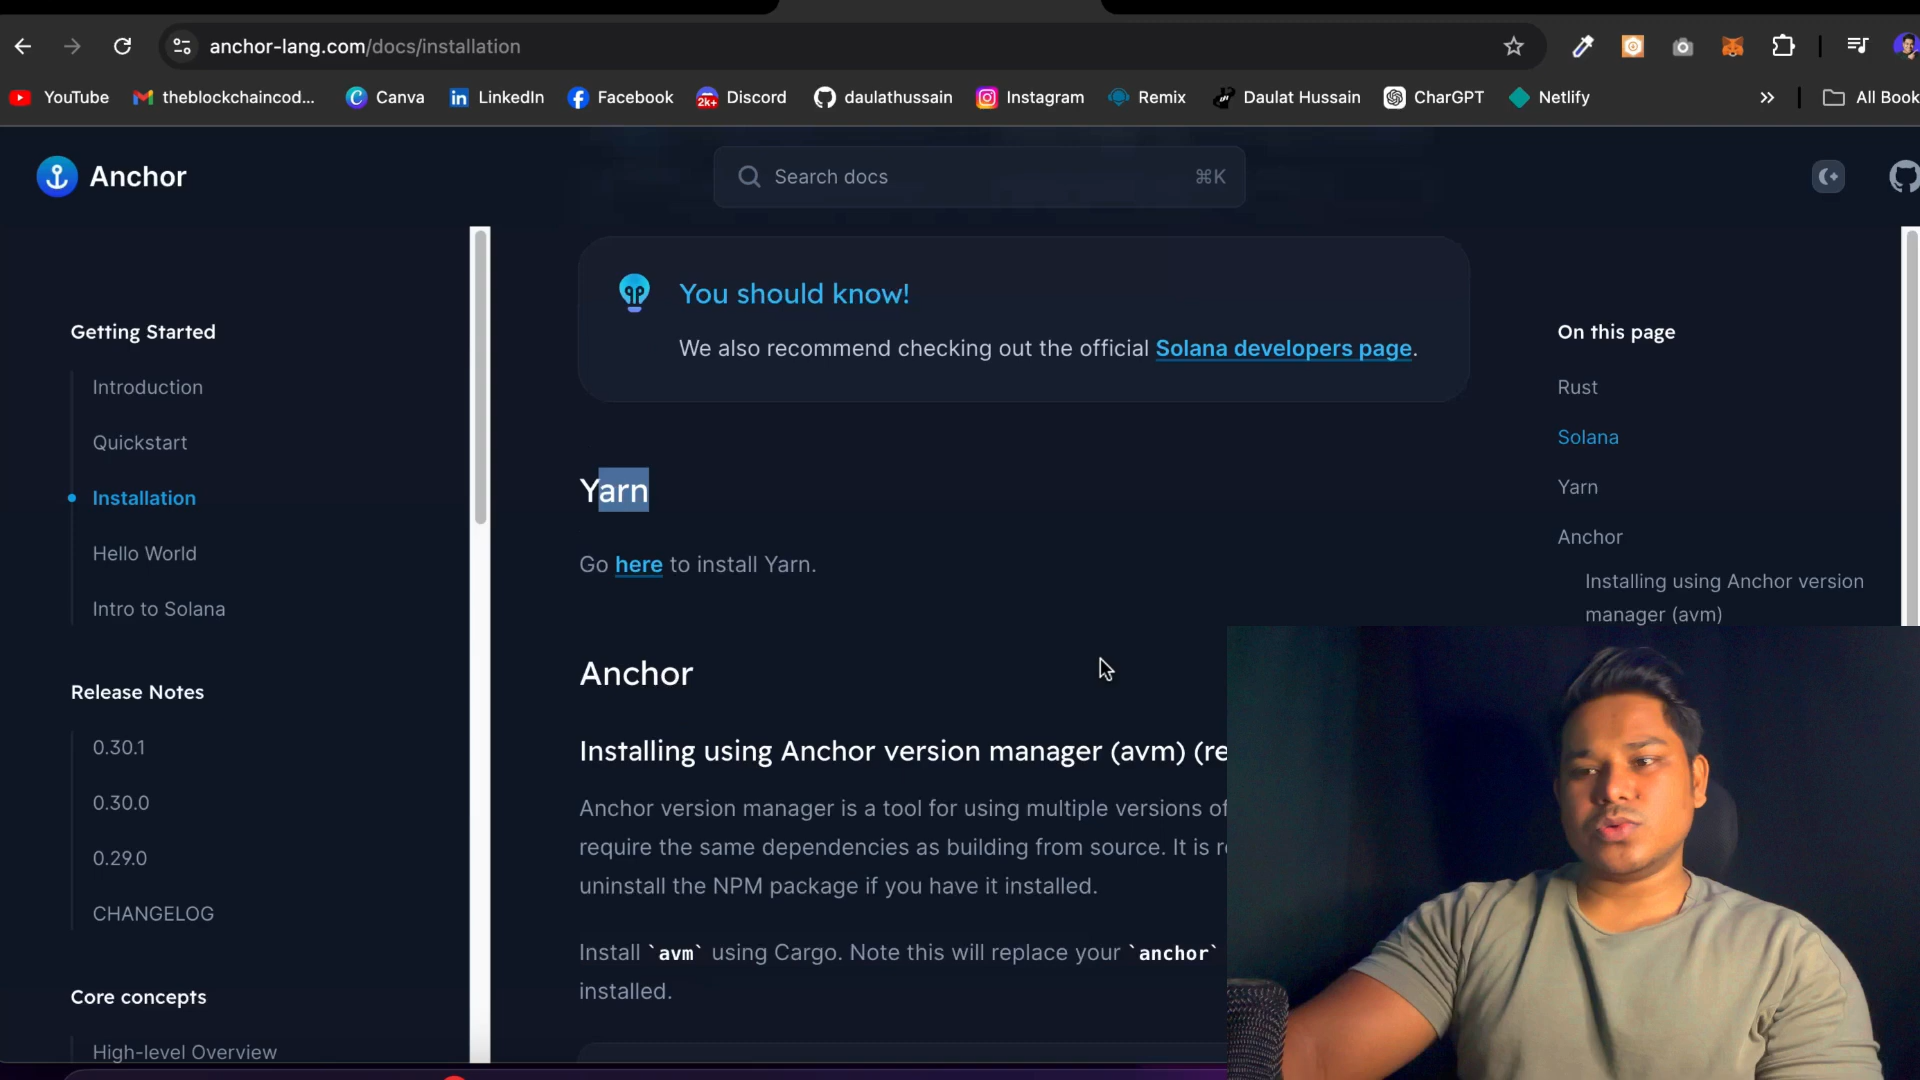 anchor-lang.com/docs/installation
YouTube
theblockchaincod...
Canva
LinkedIn
Facebook
2k+
Discord
daulathussain
Instagram
Remix
Daulat Hussain
CharGPT
Netlify
All Book
Anchor
Search docs
⌘K
Getting Started
Introduction
Quickstart
Installation
Hello World
Intro to Solana
Release Notes
0.30.1
0.30.0
0.29.0
CHANGELOG
Core concepts
High-level Overview
You should know!
We also recommend checking out the official Solana developers page.
Yarn
Go here to install Yarn.
Anchor
Installing using Anchor version manager (avm) (re
Anchor version manager is a tool for using multiple versions of
require the same dependencies as building from source. It is r
uninstall the NPM package if you have it installed.
Install `avm` using Cargo. Note this will replace your `anchor`
installed.
On this page
Rust
Solana
Yarn
Anchor
Installing using Anchor version
manager (avm)